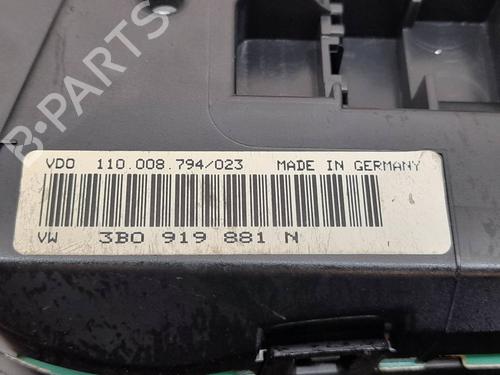 B-PARTS
VDO 110.008.794/023 MADE IN GERMANY
VW 3B0 919 881 N